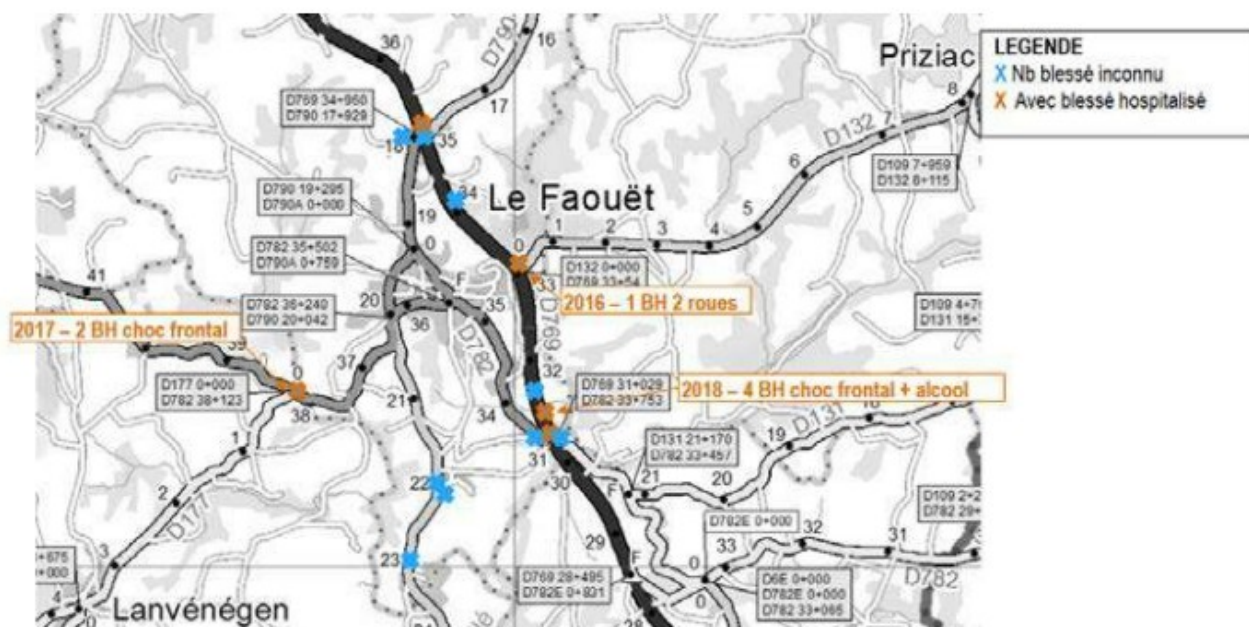 36
D790
16
Priziac
LEGENDE
Nb blessé inconnu
Avec blessé hospitalisé
D769 34+960
D790 17+929
17
8
7
D132
18
35
6
D109 7+959
D132 8+115
34
Le Faouët
D790 19+295
D790A 0+000
19
5
0
0
1
2
3
4
D782 35+502
D790A 0+759
F
D132 0+000
33
41
20
36
35
D782 36+240
D790 20+042
2016 – 1 BH 2 roues
D769
2017 – 2 BH choc frontal
39
0
37
D782
32
D769 31+029
D782 33+753
2018 – 4 BH choc frontal + alcool
D177 0+000
D782 38+123
38
21
34
D131
19
1
31
30
D131 21+170
D782 33+457
F
21
20
22
2
D177
D782E 0+000
32
31
29
33
3
23
F
0
D782
D769 28+495
D782E 0+831
D6E 0+000
D782E 0+000
D782 33+065
4
0
Lanvénégen
28
0